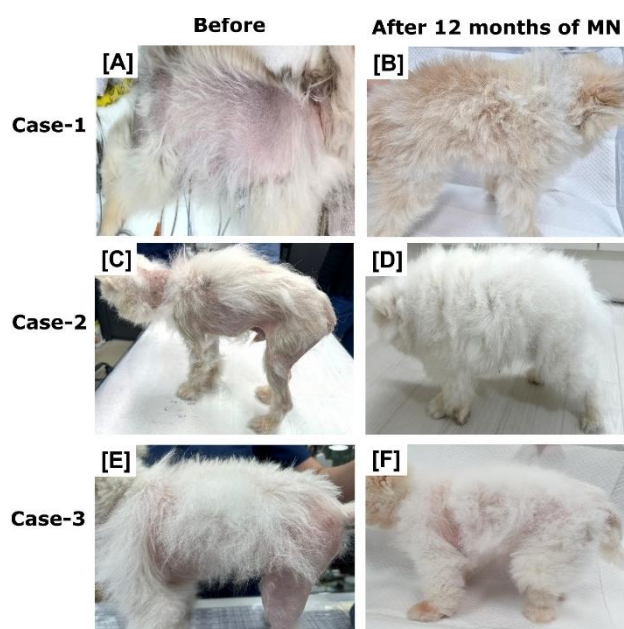 Before
After 12 months of MN
[A]
[B]
Case-1
[C]
[D]
Case-2
[E]
[F]
Case-3